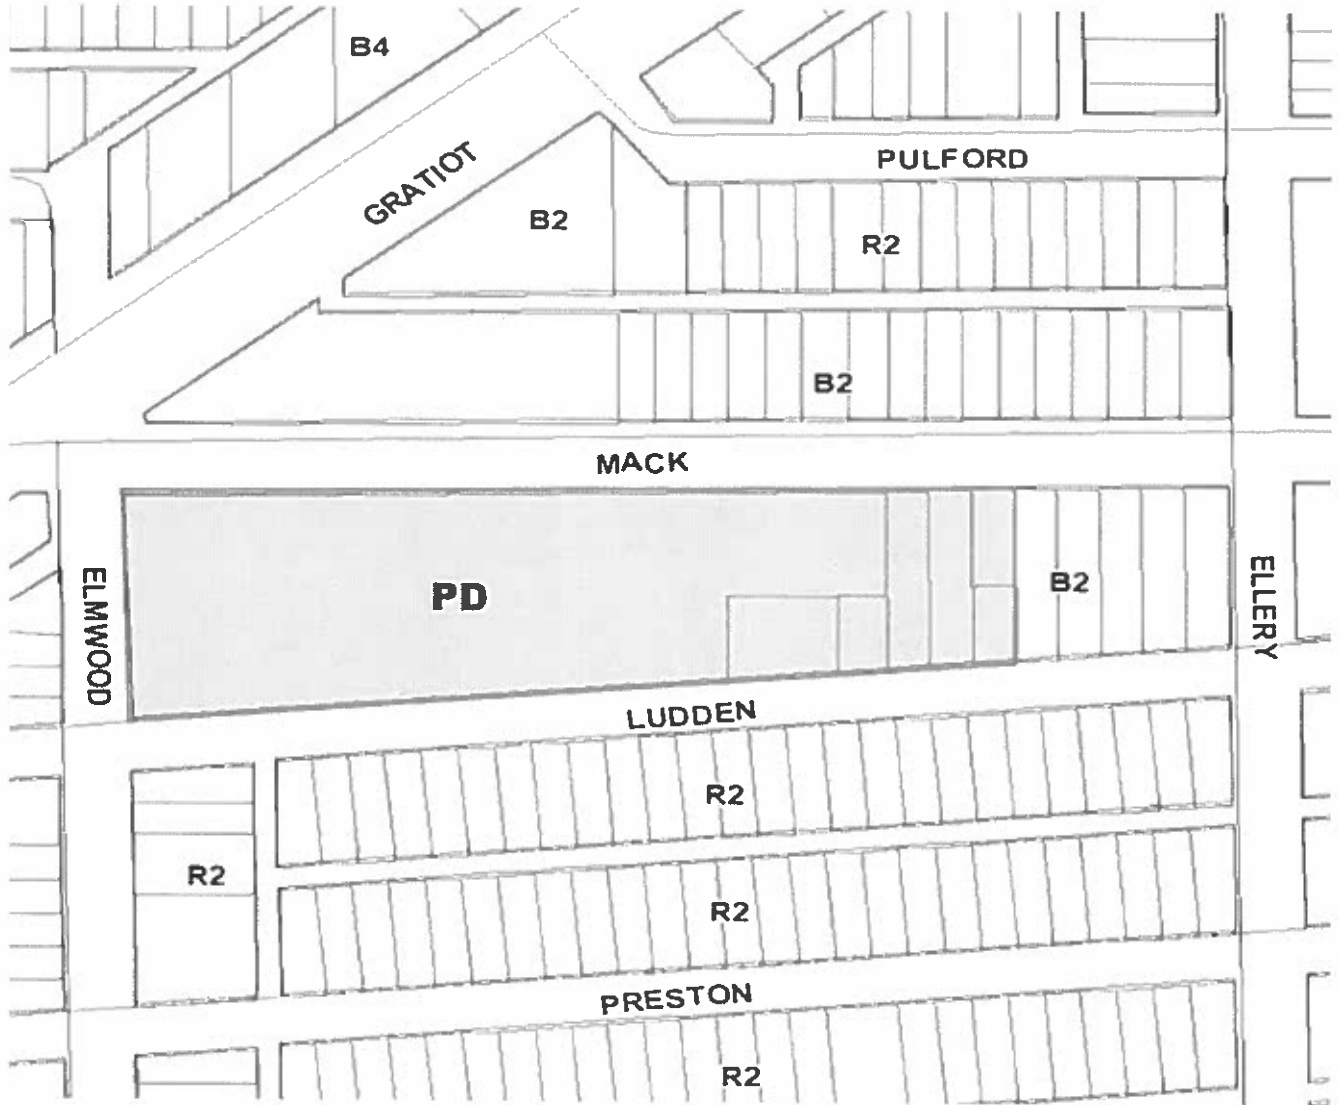 B4
PULFORD
GRATIOT
B2
R2
B2
MACK
PD
B2
ELMWOOD
ELLERY
LUDDEN
R2
R2
R2
PRESTON
R2